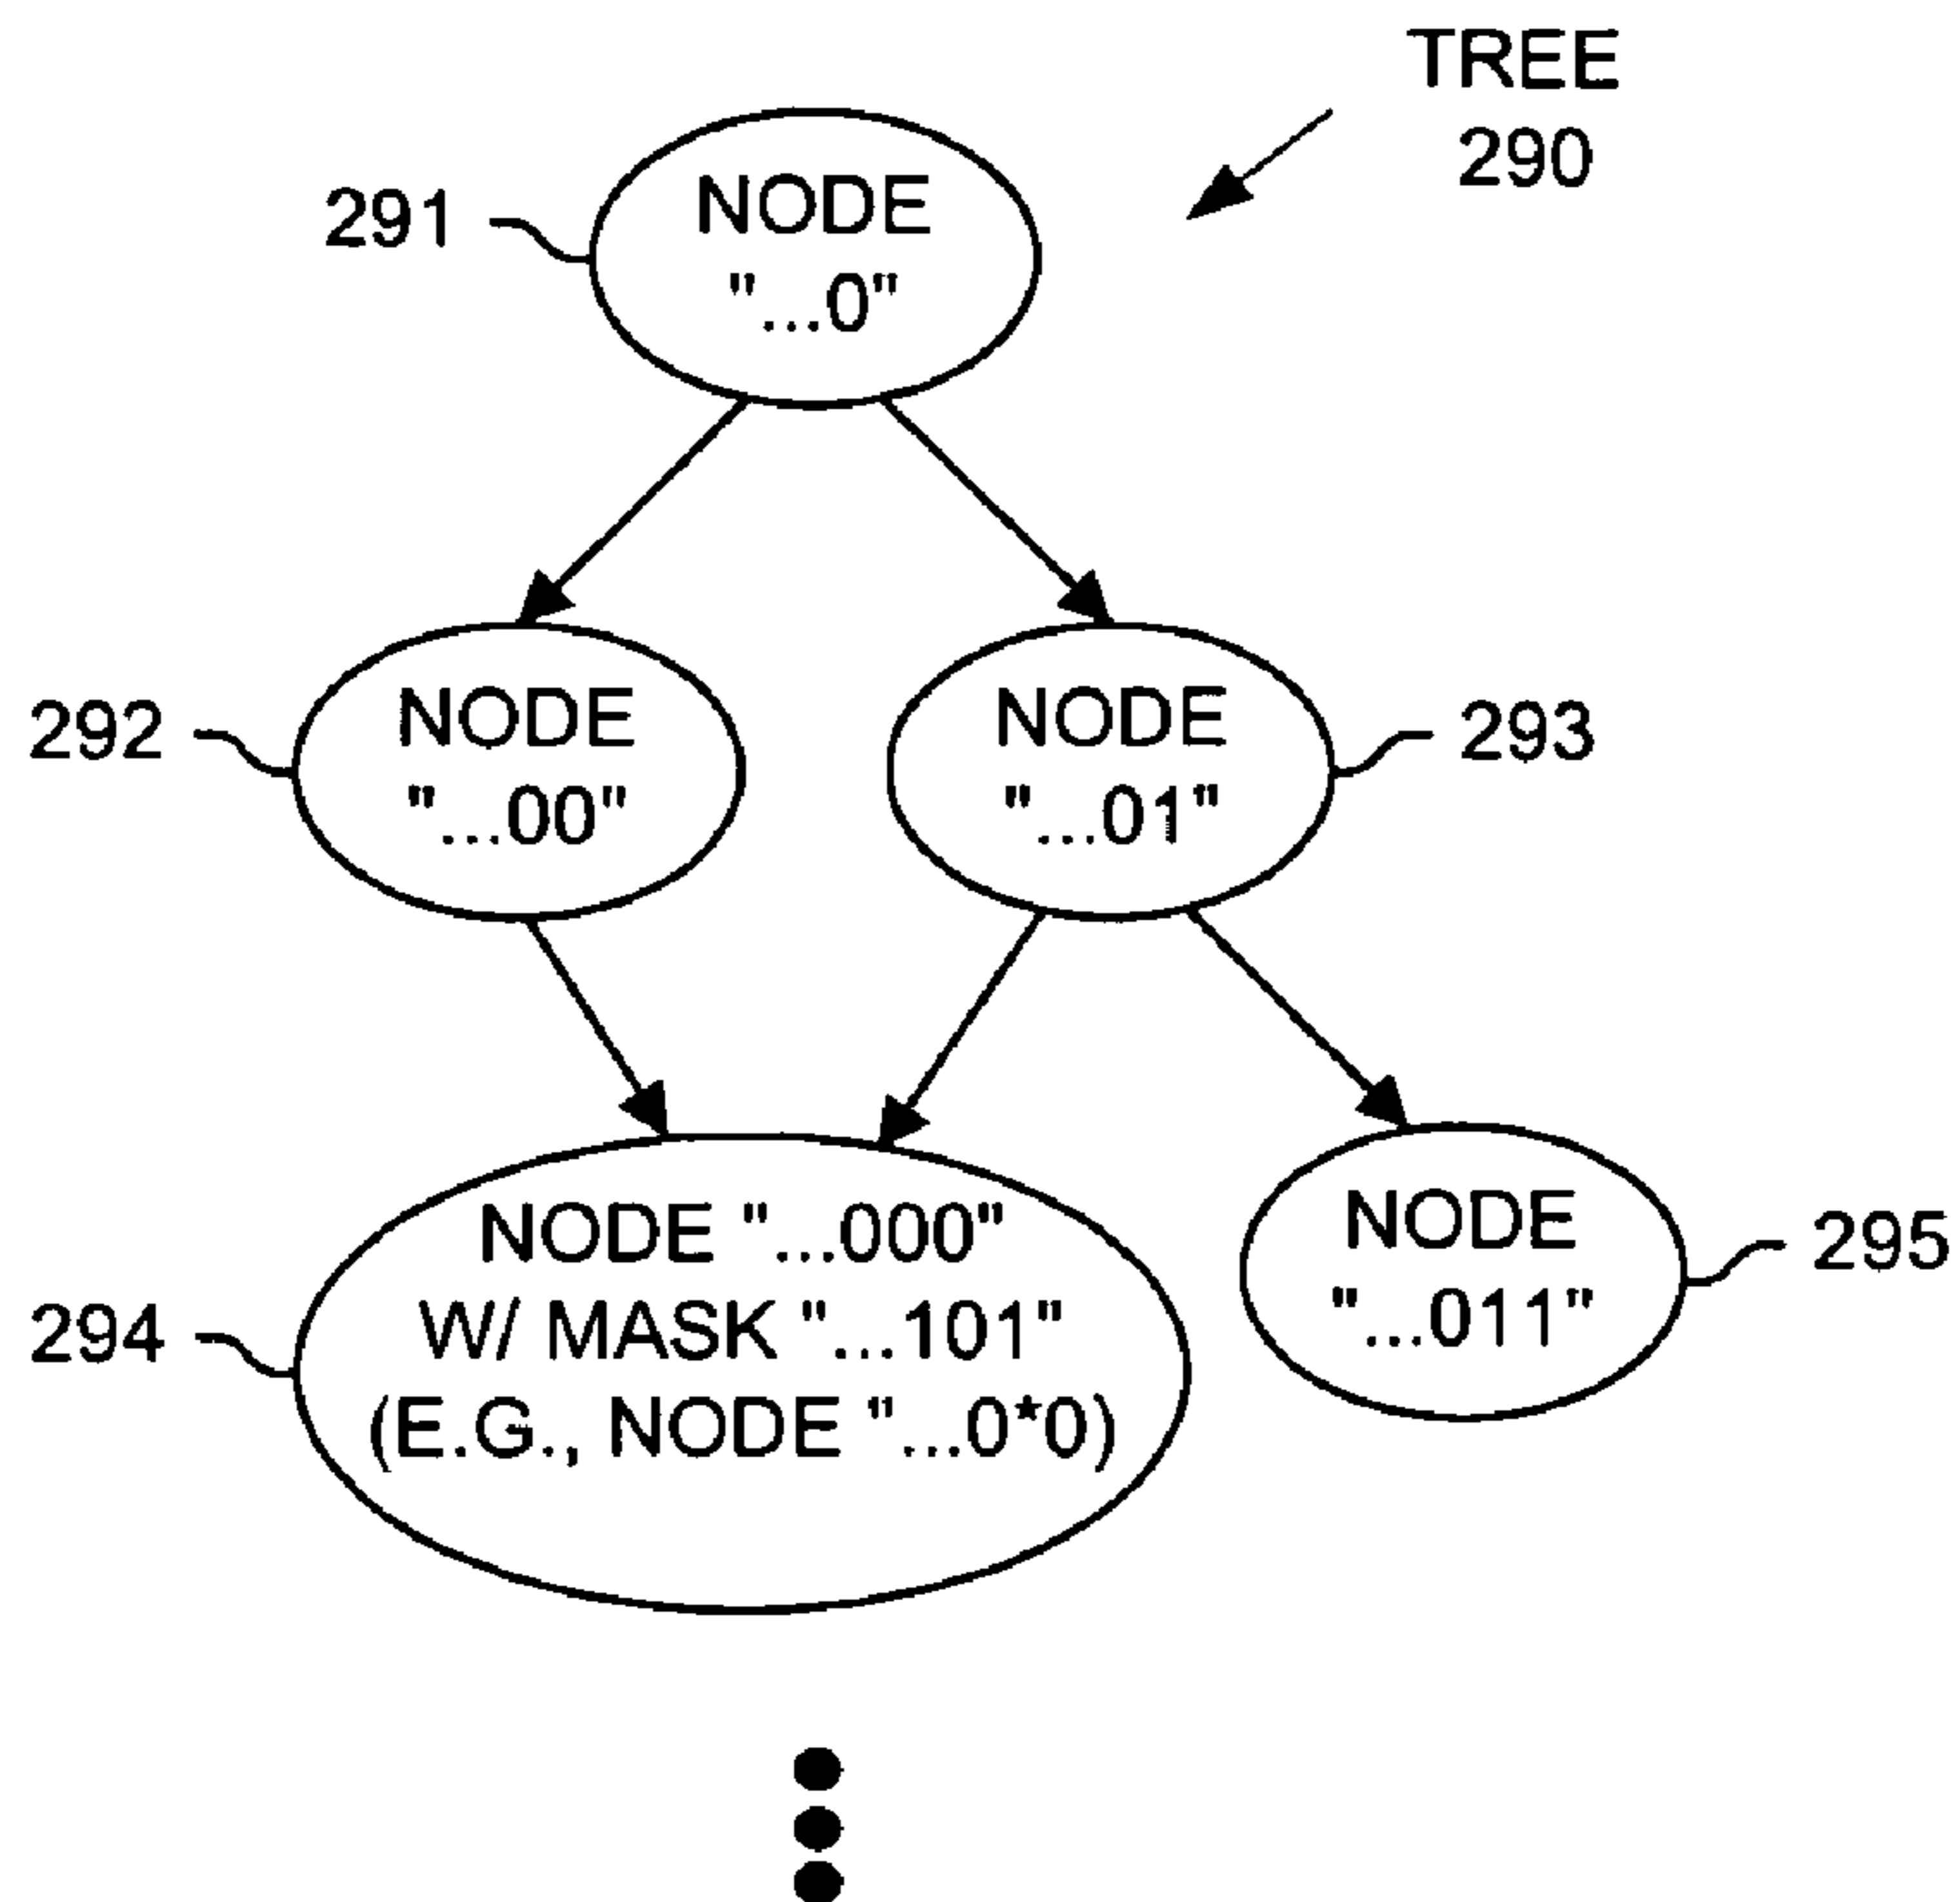 TREE
290
291
NODE
"...0"
292
NODE
"...00"
NODE
"...01"
293
294
NODE "...000"
W/ MASK "...101"
(E.G., NODE "...0*0)
NODE
"...011"
295